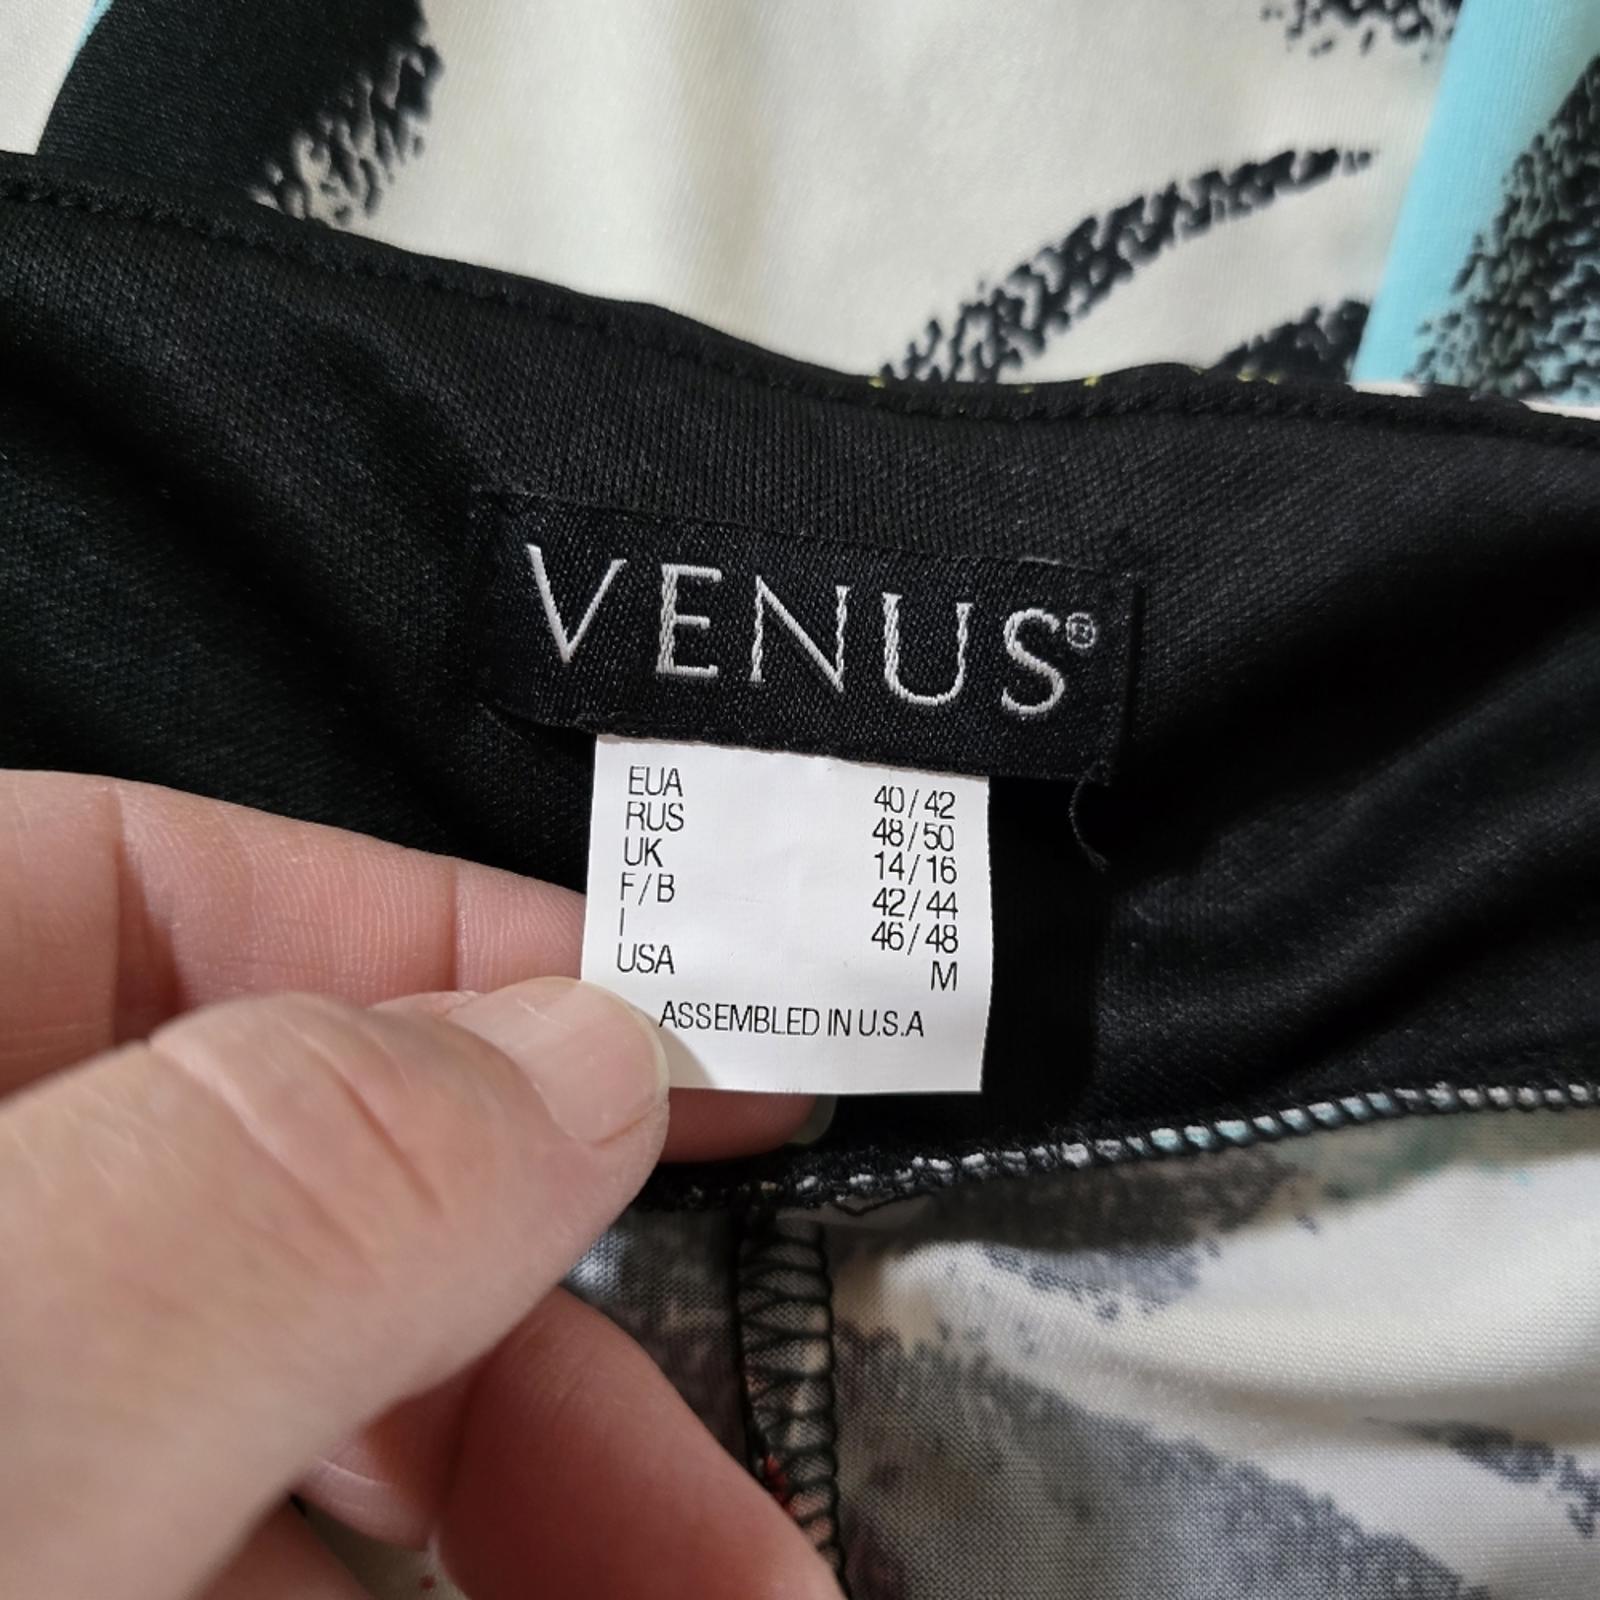 VENUS®
EUA 40/42
RUS 48/50
UK 14/16
F/B 42/44
I 46/48
USA M
ASSEMBLED IN U.S.A